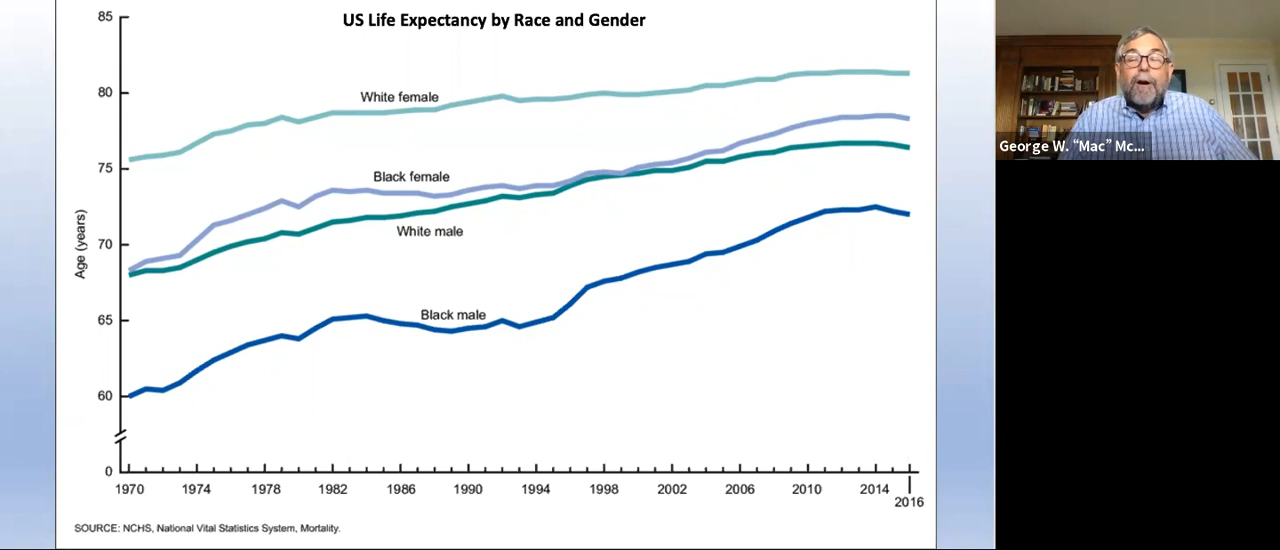 US Life Expectancy by Race and Gender
85
80
75
70
65
60
0
Age (years)
White female
Black female
White male
Black male
1970 1974 1978 1982 1986 1990 1994 1998 2002 2006 2010 2014
2016
SOURCE: NCHS, National Vital Statistics System, Mortality.
George W. “Mac” Mc...